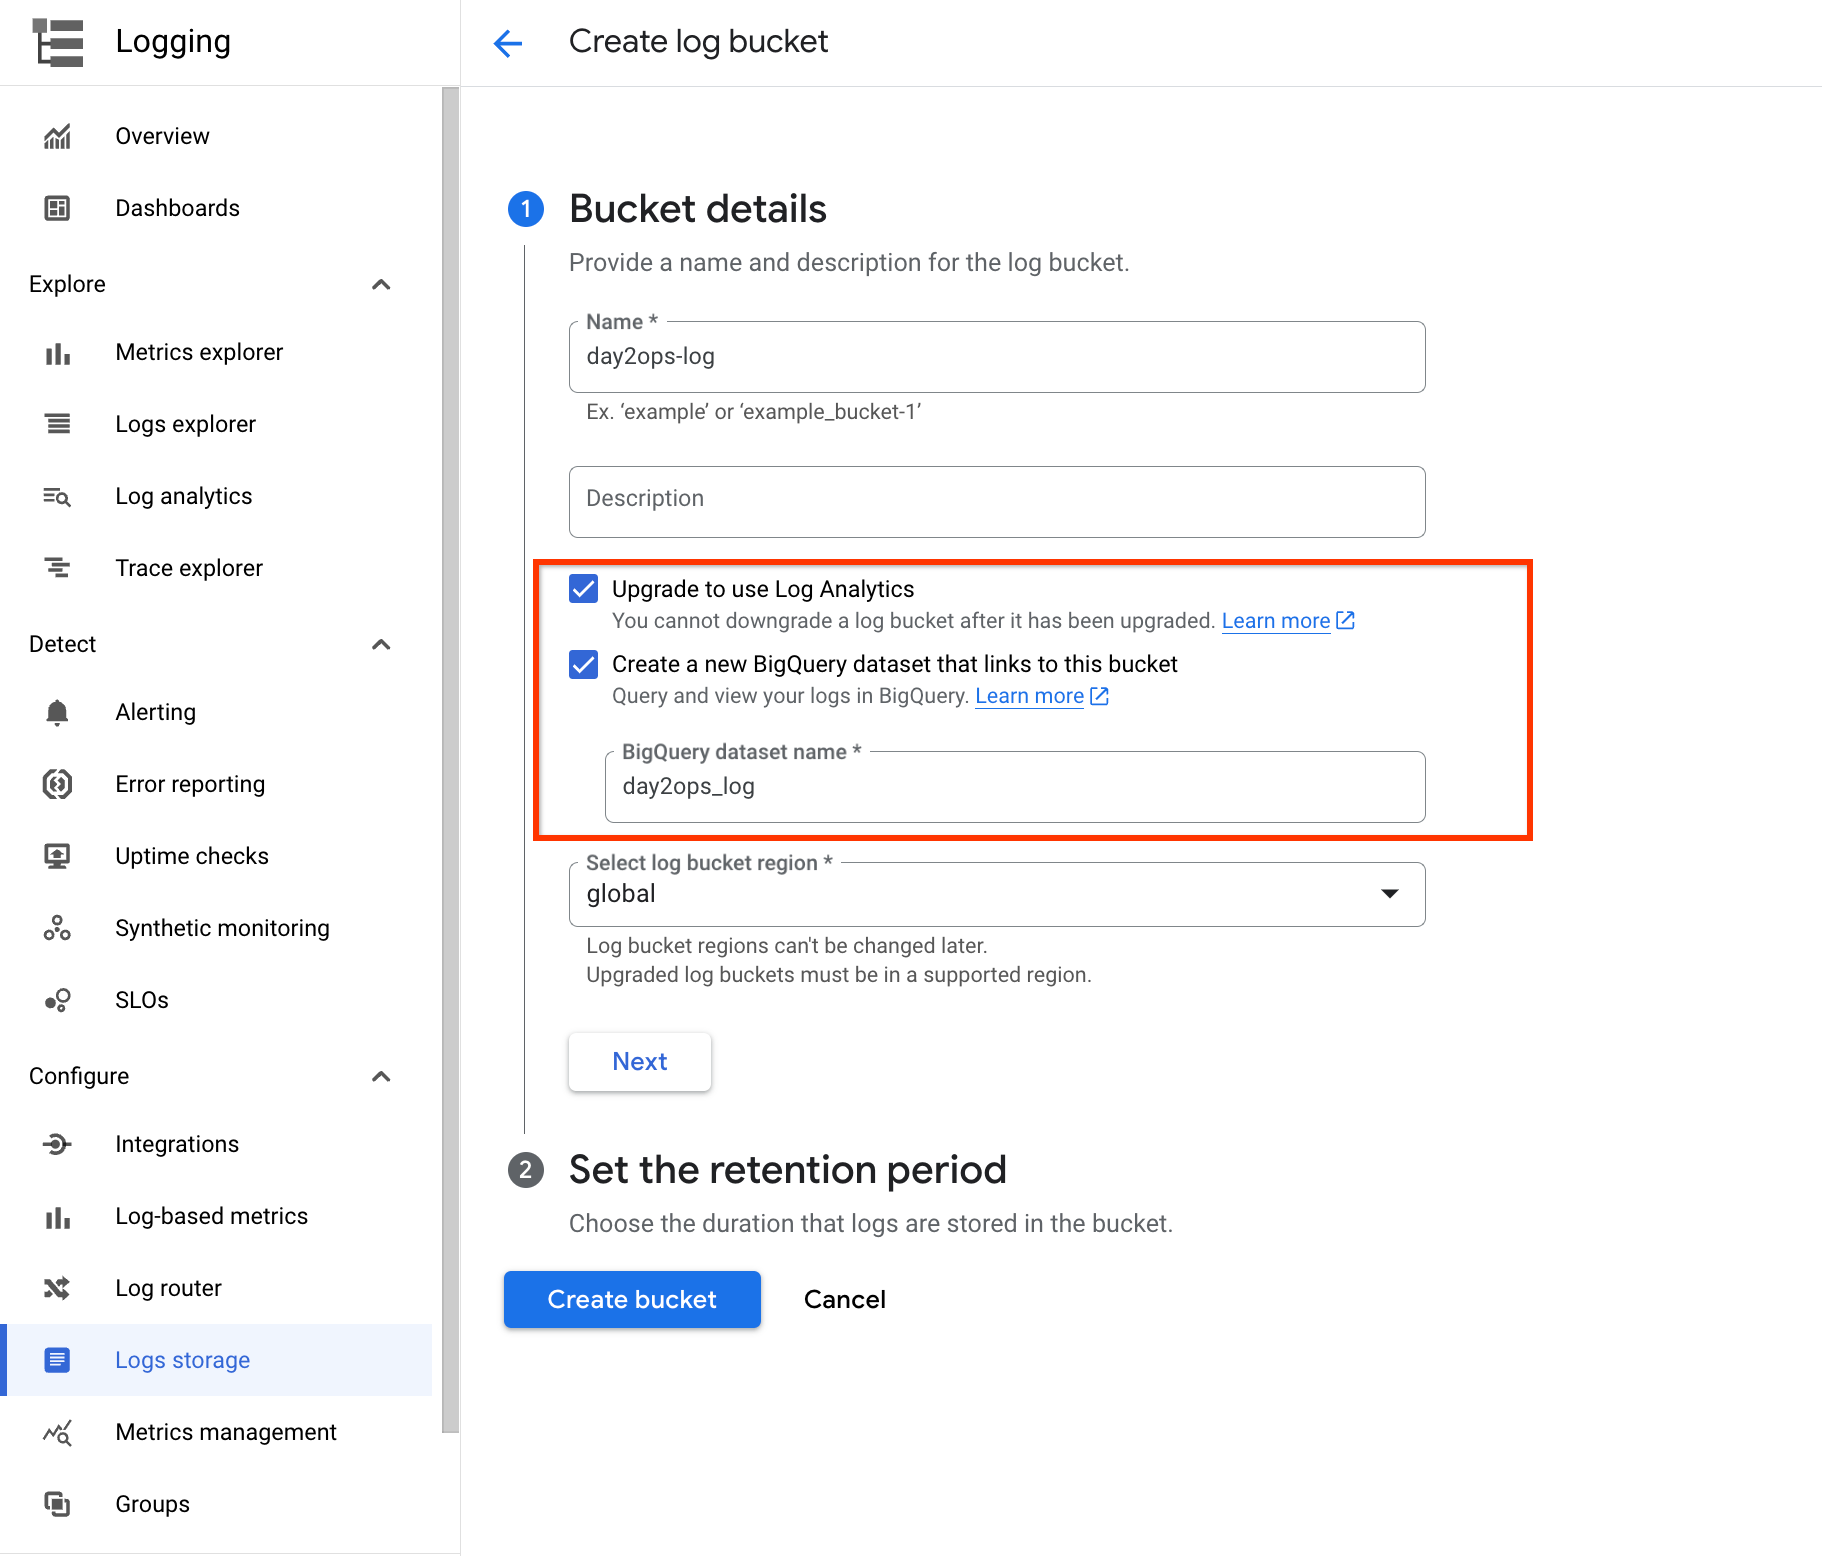 Logging
Create log bucket
Overview
Dashboards
Explore
Metrics explorer
Logs explorer
Log analytics
Trace explorer
Detect
Alerting
Error reporting
Uptime checks
Synthetic monitoring
SLOs
Configure
Integrations
Log-based metrics
Log router
Logs storage
Metrics management
Groups
1 Bucket details
Provide a name and description for the log bucket.
Name *
day2ops-log
Ex. ‘example’ or ‘example_bucket-1’
Description
Upgrade to use Log Analytics
You cannot downgrade a log bucket after it has been upgraded. Learn more
Create a new BigQuery dataset that links to this bucket
Query and view your logs in BigQuery. Learn more
BigQuery dataset name *
day2ops_log
Select log bucket region *
global
Log bucket regions can't be changed later.
Upgraded log buckets must be in a supported region.
Next
2 Set the retention period
Choose the duration that logs are stored in the bucket.
Create bucket Cancel